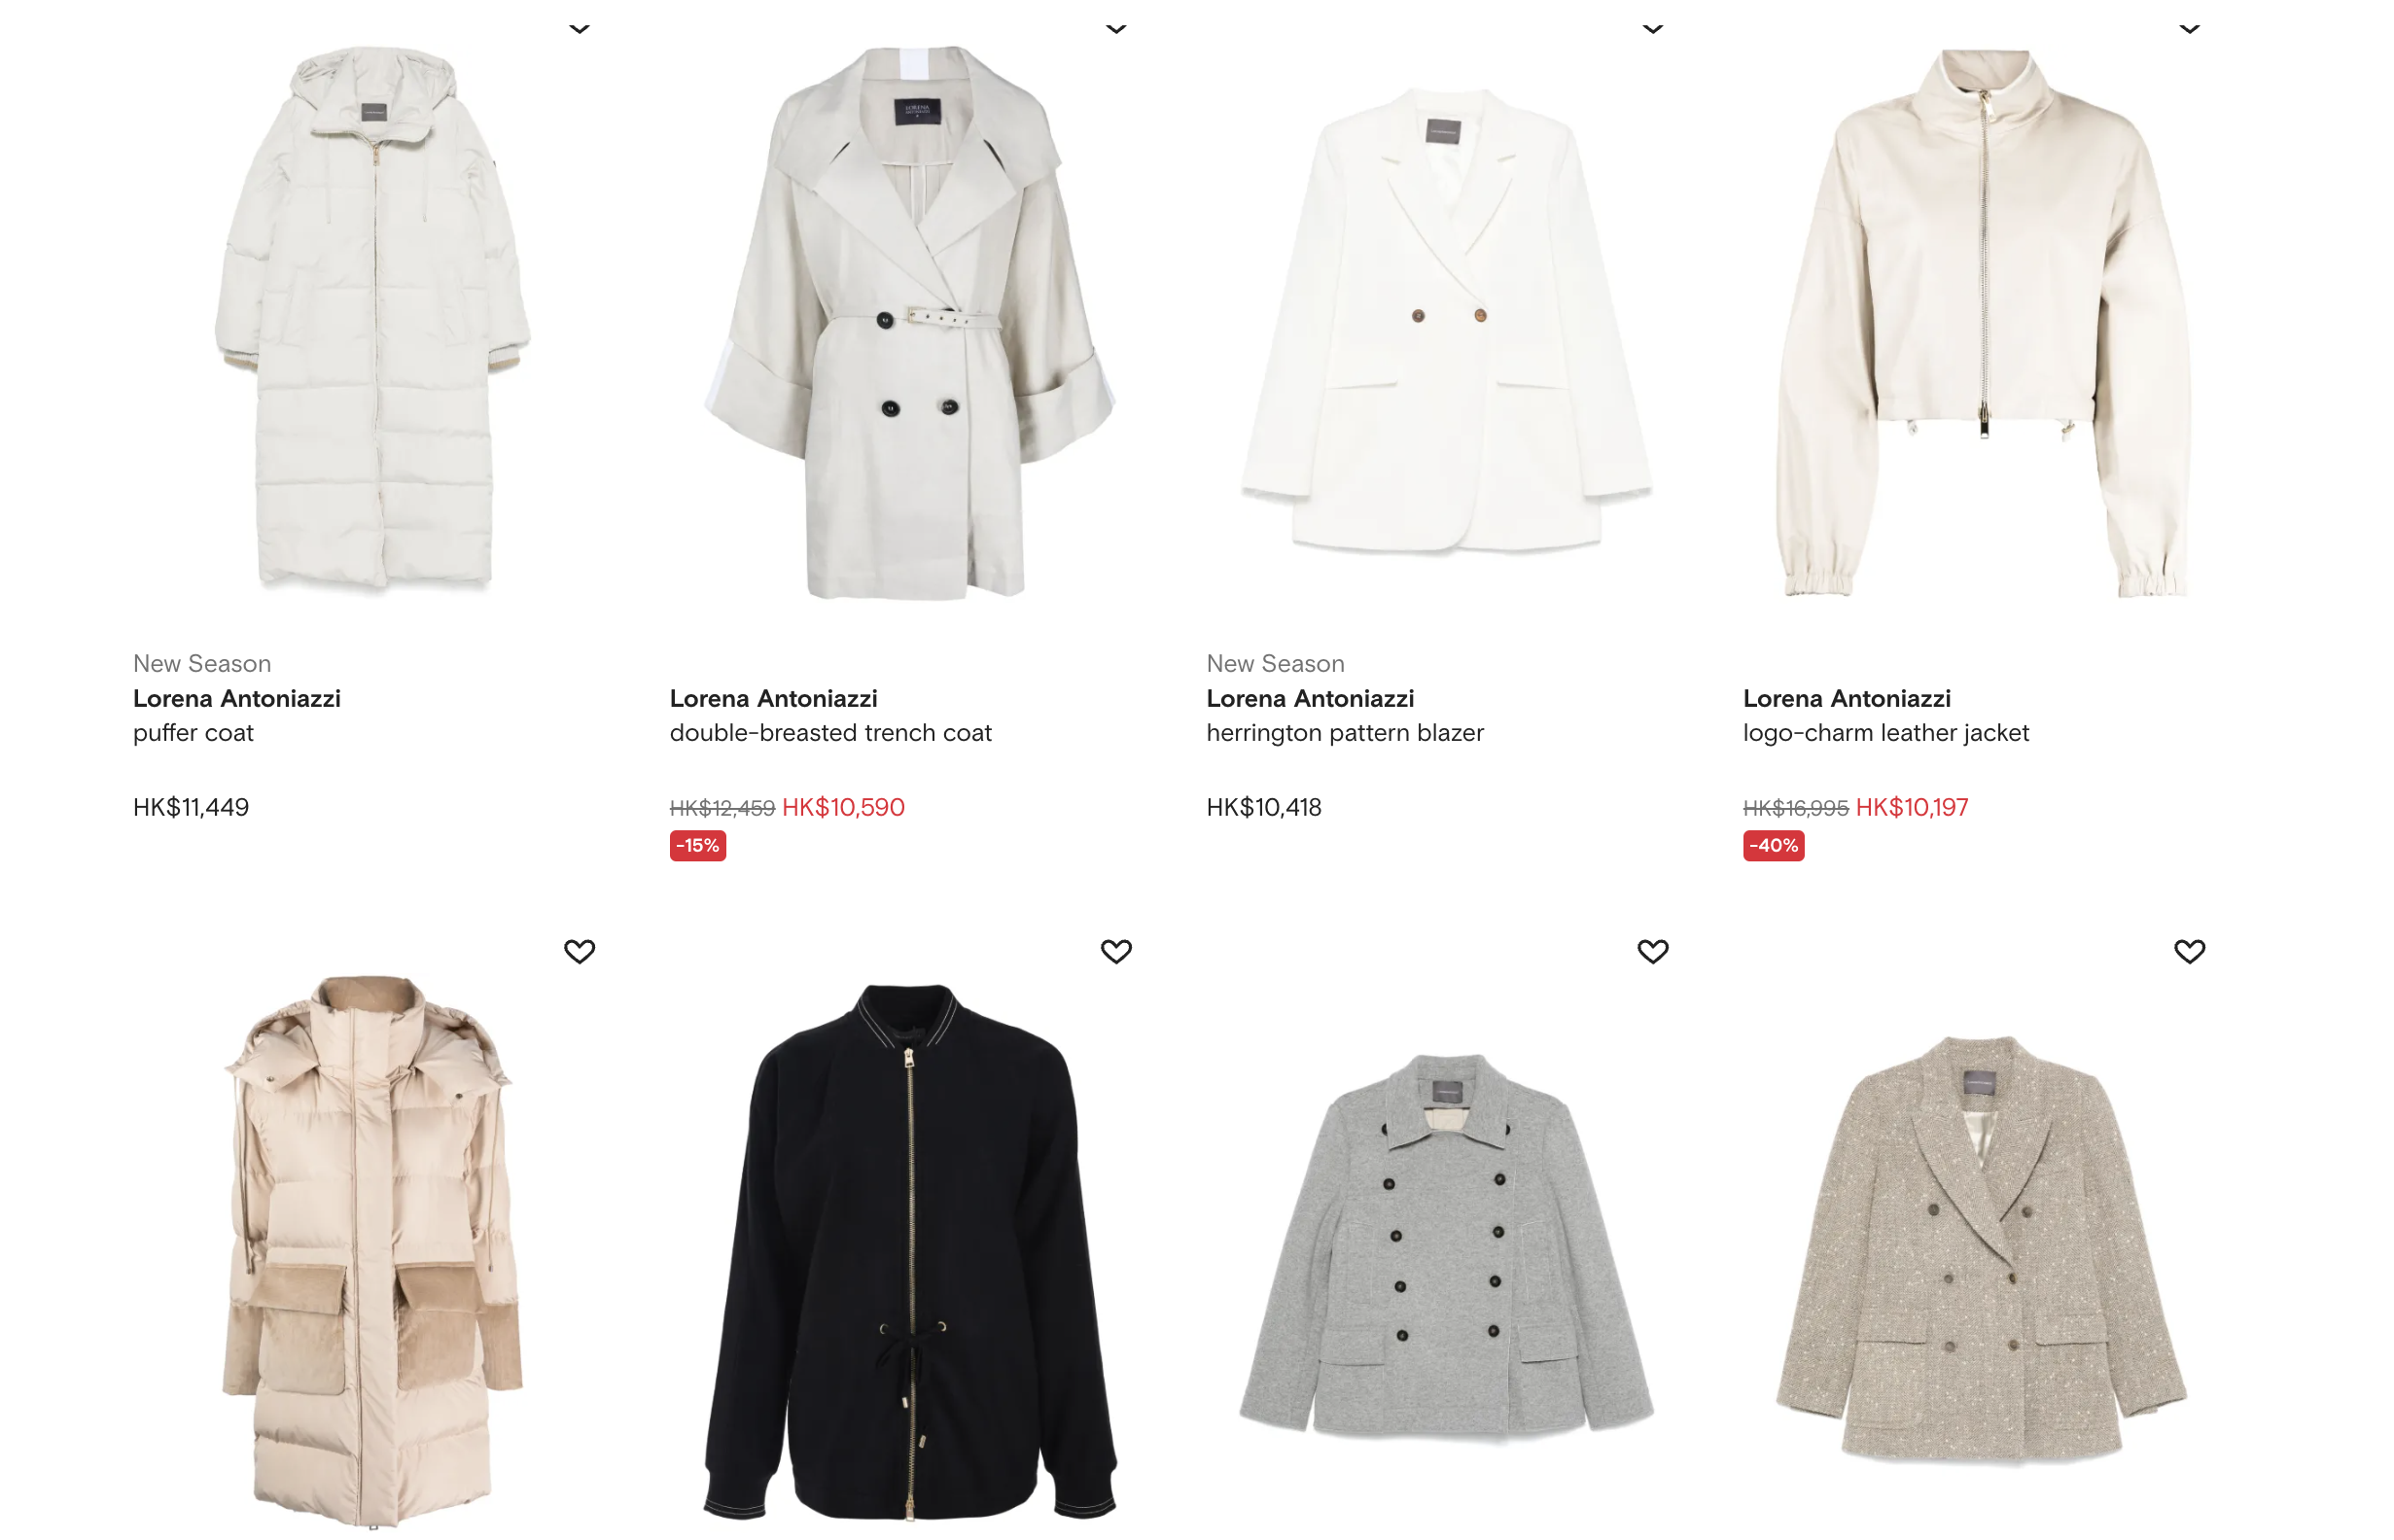 LORENA
ANTONIAZZI
New Season
Lorena Antoniazzi
puffer coat
HK$11,449
Lorena Antoniazzi
double-breasted trench coat
HK$12,459 HK$10,590
-15%
New Season
Lorena Antoniazzi
herrington pattern blazer
HK$10,418
Lorena Antoniazzi
logo-charm leather jacket
HK$16,995 HK$10,197
-40%